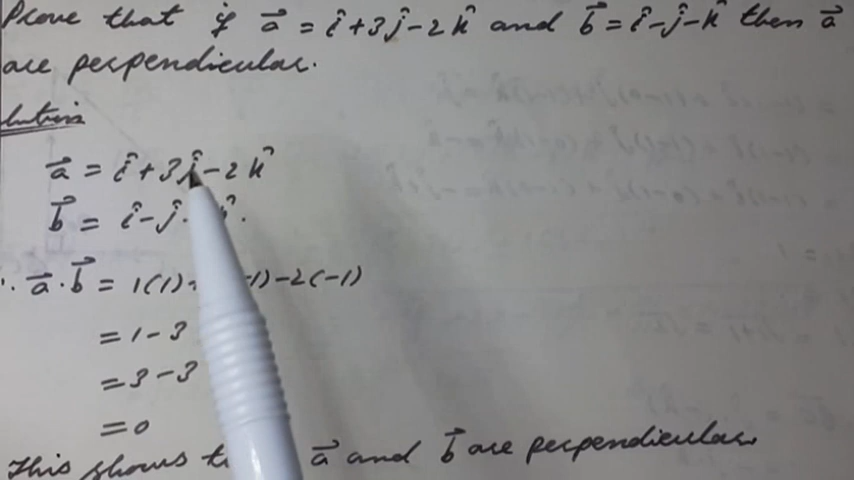 Prove that if a⃗ = î+3ĵ-2k̂ and b⃗ = î-ĵ-k̂ then a⃗
are perpendicular.
a⃗ = î+3ĵ-2k̂
b⃗ = î-ĵ
∴ a⃗·b⃗ = 1(1) -1)-2(-1)
=1-3
=3-3
=0
This shows a⃗ and b⃗ are perpendicular.